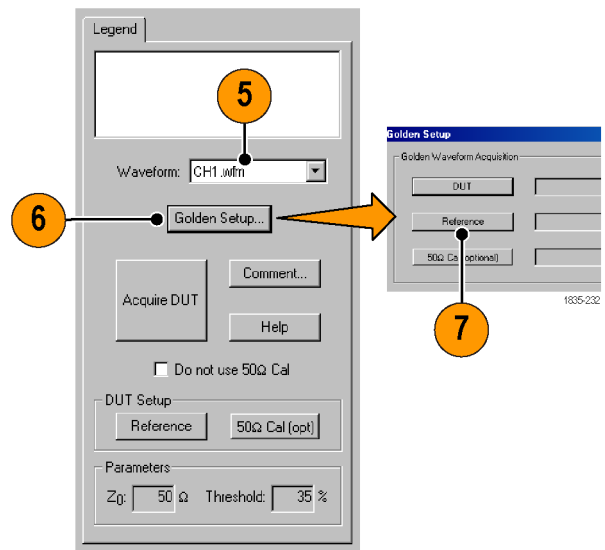 Legend
5
Waveform: CH1.wfm
6
Golden Setup...
Acquire DUT
Comment...
Help
Do not use 50Ω Cal
DUT Setup
Reference
50Ω Cal (opt)
Parameters
Z0: 50 Ω Threshold: 35 %
Golden Setup
Golden Waveform Acquisition
DUT
Reference
50Ω Cal (optional)
7
1835-232